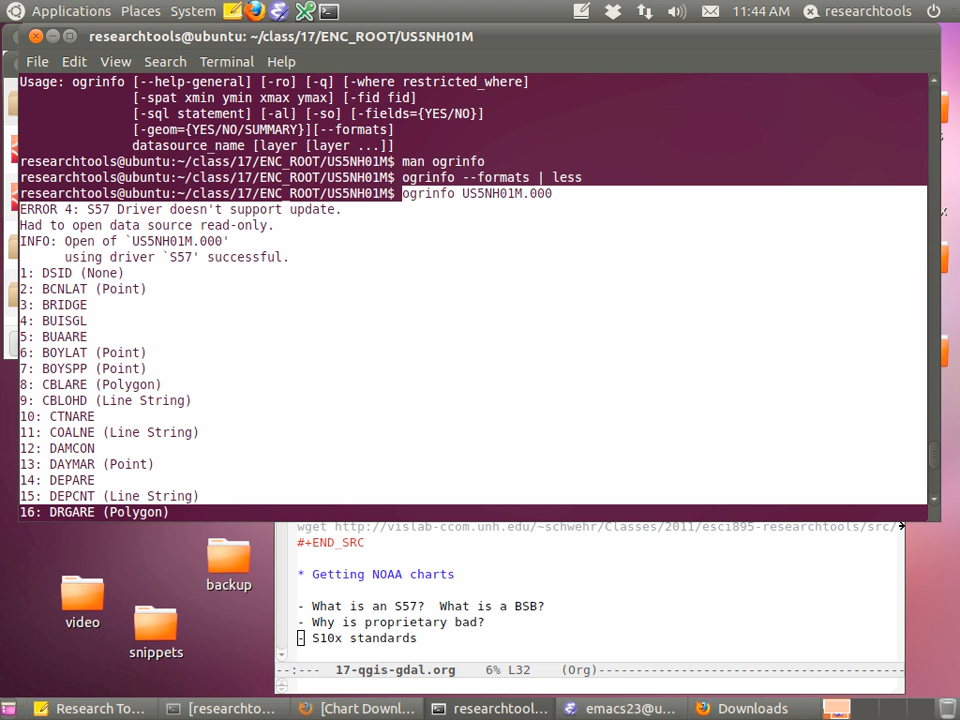 Applications Places System 11:44 AM researchtools
researchtools@ubuntu: ~/class/17/ENC_ROOT/US5NH01M
File Edit View Search Terminal Help
Usage: ogrinfo [--help-general] [-ro] [-q] [-where restricted_where]
[-spat xmin ymin xmax ymax] [-fid fid]
[-sql statement] [-al] [-so] [-fields={YES/NO}]
[-geom={YES/NO/SUMMARY}][--formats]
datasource_name [layer [layer ...]]
researchtools@ubuntu:~/class/17/ENC_ROOT/US5NH01M$ man ogrinfo
researchtools@ubuntu:~/class/17/ENC_ROOT/US5NH01M$ ogrinfo --formats | less
researchtools@ubuntu:~/class/17/ENC_ROOT/US5NH01M$ ogrinfo US5NH01M.000
ERROR 4: S57 Driver doesn't support update.
Had to open data source read-only.
INFO: Open of `US5NH01M.000'
using driver `S57' successful.
1: DSID (None)
2: BCNLAT (Point)
3: BRIDGE
4: BUISGL
5: BUAARE
6: BOYLAT (Point)
7: BOYSPP (Point)
8: CBLARE (Polygon)
9: CBLOHD (Line String)
10: CTNARE
11: COALNE (Line String)
12: DAMCON
13: DAYMAR (Point)
14: DEPARE
15: DEPCNT (Line String)
16: DRGARE (Polygon)
wget http://vislab-ccom.unh.edu/~schwehr/Classes/2011/esci895-researchtools/src/
#+END_SRC
* Getting NOAA charts
- What is an S57? What is a BSB?
- Why is proprietary bad?
- S10x standards
-:--- 17-qgis-gdal.org 6% L32 (Org)
backup
video
snippets
Research To... [researchto... [Chart Downl... researchtool... emacs23@u... Downloads